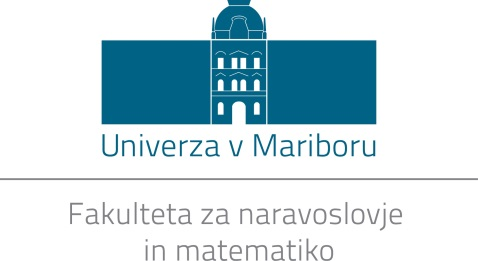 Univerza v Mariboru
Fakulteta za naravoslovje
in matematiko